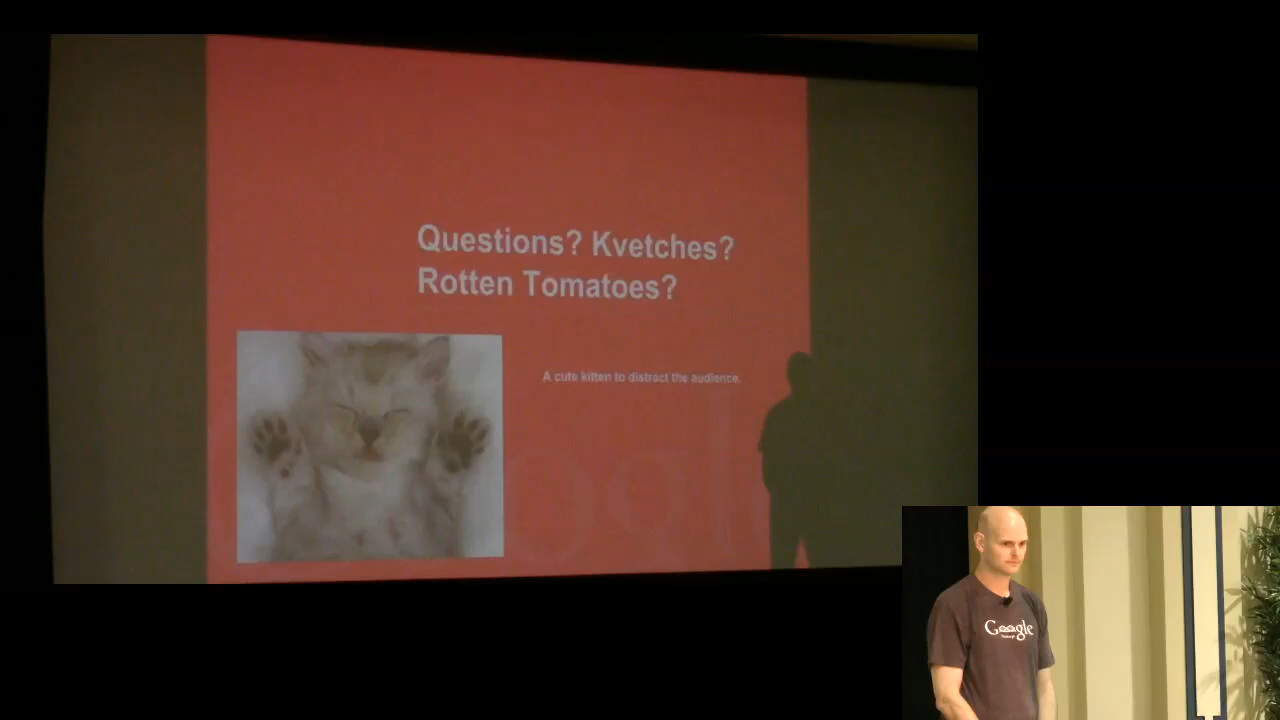 Questions? Kvetches?
Rotten Tomatoes?
A cute kitten to distract the audience.
Google